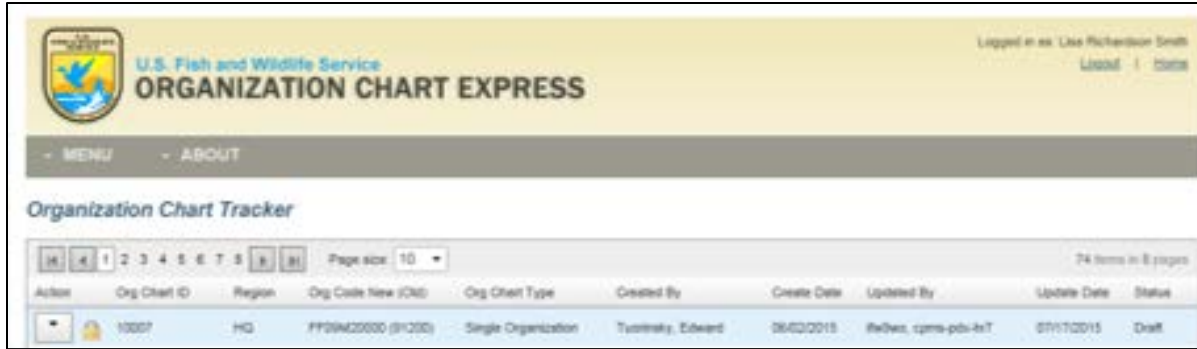 Logged in as: Lisa Richardson Smith
U.S. Fish and Wildlife Service
Logout | Home
ORGANIZATION CHART EXPRESS
MENU ABOUT
Organization Chart Tracker
1 2 3 4 5 6 7 8 Page size: 10 74 items in 8 pages
Action Org Chart ID Region Org Code New (Old) Org Chart Type Created By Create Date Updated By Update Date Status
10007 HQ FF09M20000 (91200) Single Organization Edward 06/02/2015 07/17/2015 Draft